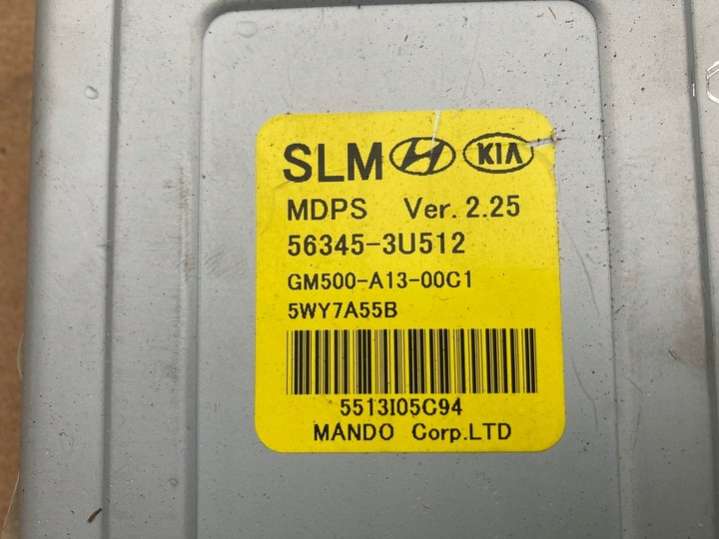 SLM KIA
MDPS Ver. 2.25
56345-3U512
GM500-A13-00C1
5WY7A55B
5513I05C94
MANDO Corp.LTD